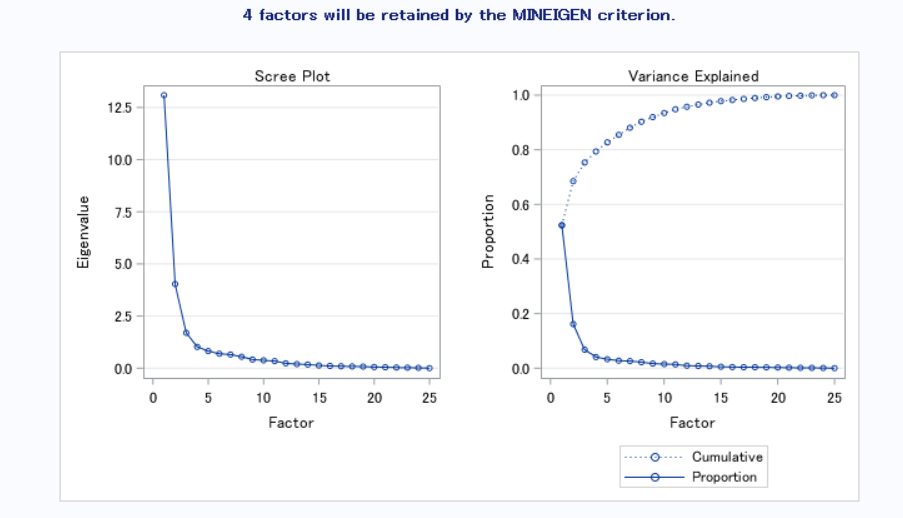 4 factors will be retained by the MINEIGEN criterion.
Scree Plot
Eigenvalue
12.5
10.0
7.5
5.0
2.5
0.0
0 5 10 15 20 25
Factor
Variance Explained
Proportion
1.0
0.8
0.6
0.4
0.2
0.0
0 5 10 15 20 25
Factor
Cumulative
Proportion